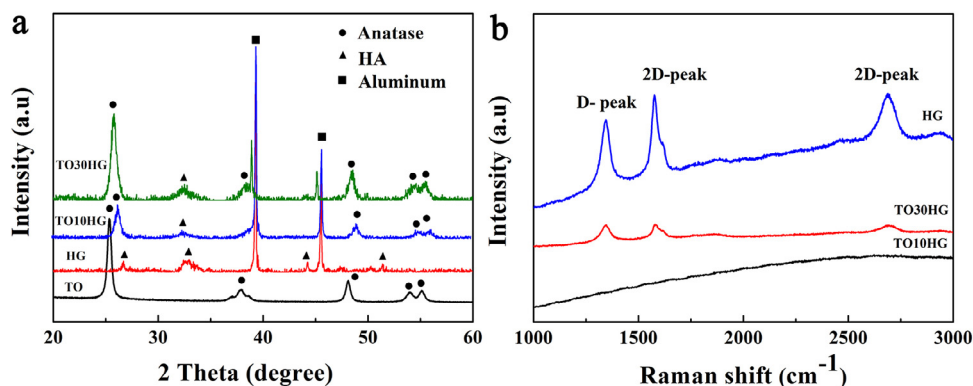 a
● Anatase
▲ HA
■ Aluminum
TO30HG
TO10HG
HG
TO
Intensity (a.u)
20 30 40 50 60
2 Theta (degree)
b
D- peak
2D-peak
2D-peak
HG
TO30HG
TO10HG
Intensity (a.u)
1000 1500 2000 2500 3000
Raman shift (cm⁻¹)